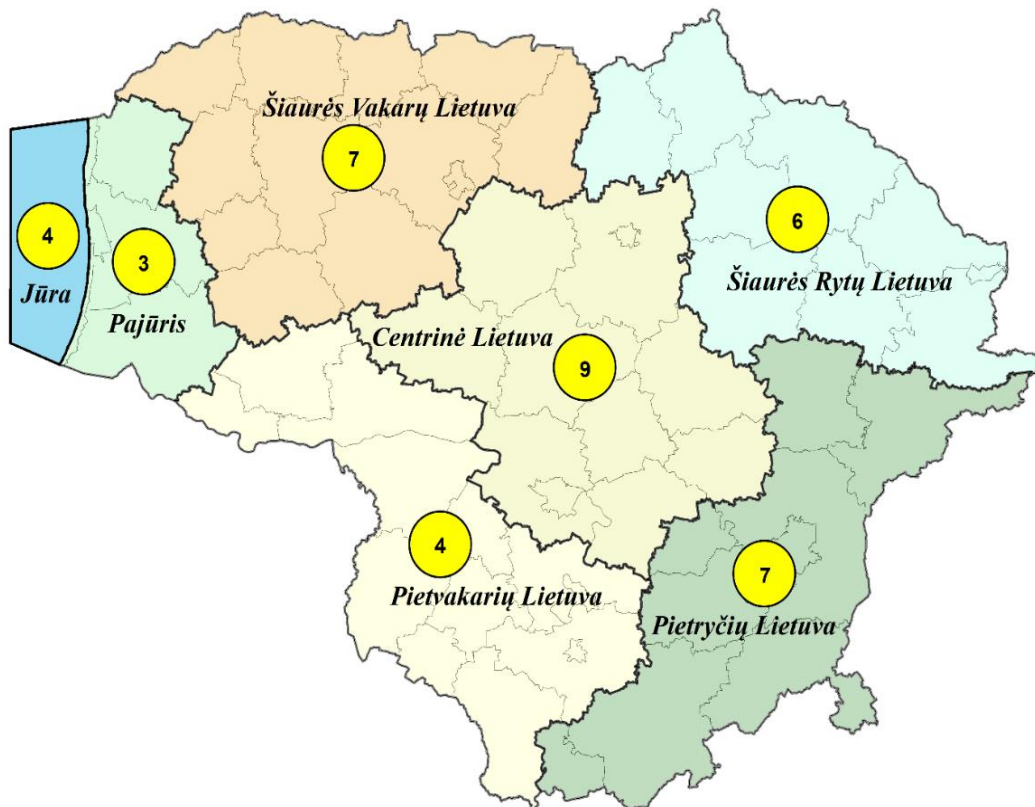 Šiaurės Vakarų Lietuva
7
6
Šiaurės Rytų Lietuva
4
Jūra
3
Pajūris
Centrinė Lietuva
9
4
Pietvakarių Lietuva
7
Pietryčių Lietuva